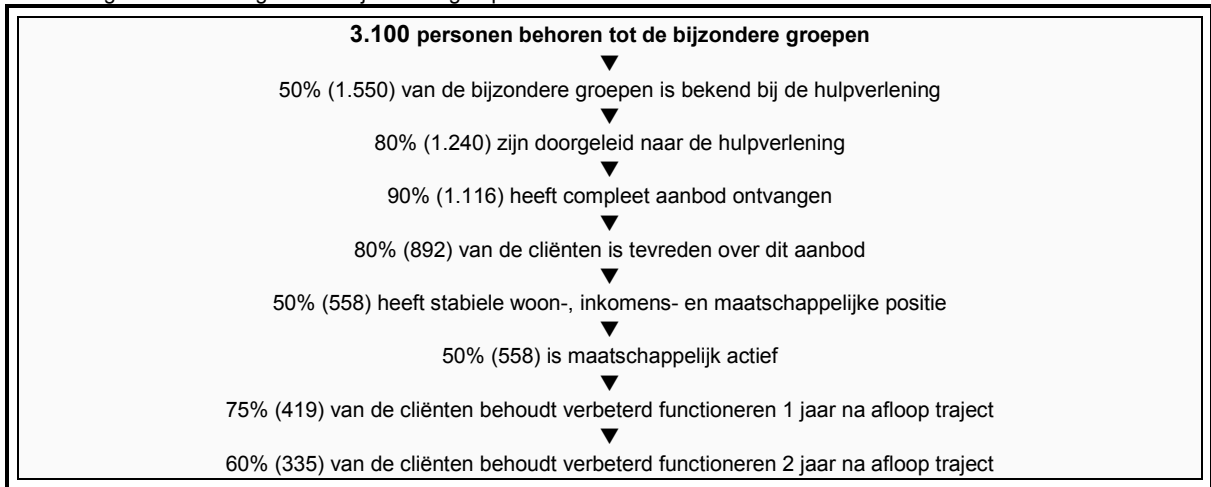 3.100 personen behoren tot de bijzondere groepen
▼
50% (1.550) van de bijzondere groepen is bekend bij de hulpverlening
▼
80% (1.240) zijn doorgeleid naar de hulpverlening
▼
90% (1.116) heeft compleet aanbod ontvangen
▼
80% (892) van de cliënten is tevreden over dit aanbod
▼
50% (558) heeft stabiele woon-, inkomens- en maatschappelijke positie
▼
50% (558) is maatschappelijk actief
▼
75% (419) van de cliënten behoudt verbeterd functioneren 1 jaar na afloop traject
▼
60% (335) van de cliënten behoudt verbeterd functioneren 2 jaar na afloop traject